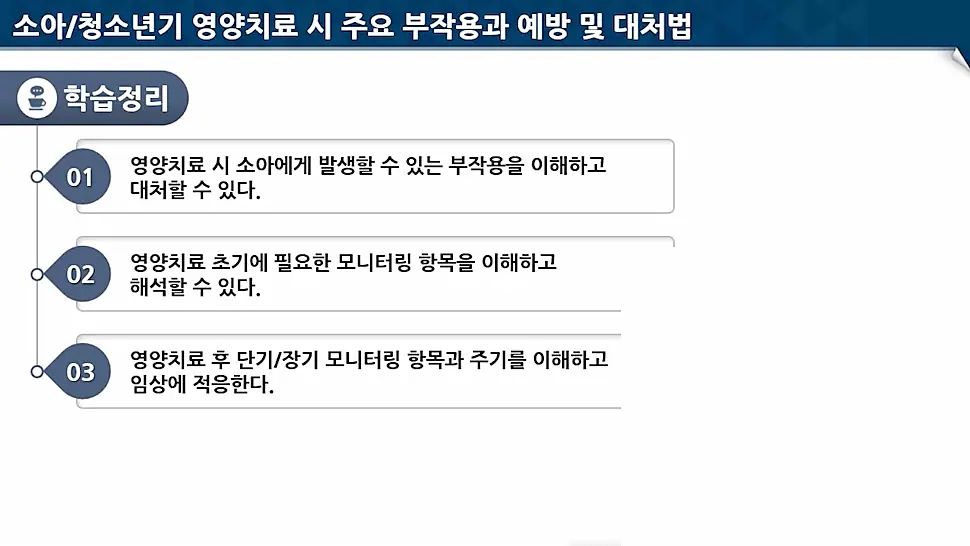 소아/청소년기 영양치료 시 주요 부작용과 예방 및 대처법
학습정리
01
영양치료 시 소아에게 발생할 수 있는 부작용을 이해하고
대처할 수 있다.
02
영양치료 초기에 필요한 모니터링 항목을 이해하고
해석할 수 있다.
03
영양치료 후 단기/장기 모니터링 항목과 주기를 이해하고
임상에 적응한다.